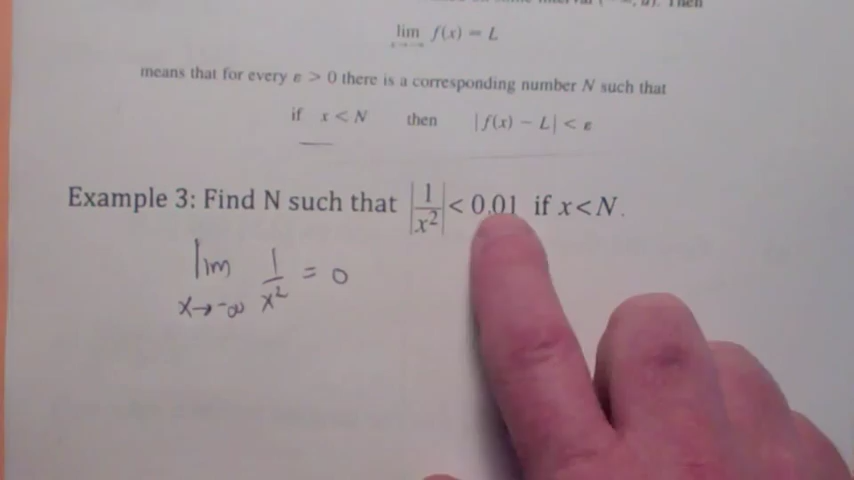 Then
lim f(x) = L
means that for every ε > 0 there is a corresponding number N such that
if x < N then |f(x) − L| < ε
Example 3: Find N such that |1/x²| < 0.01 if x < N.
lim 1/x² = 0
x→-∞